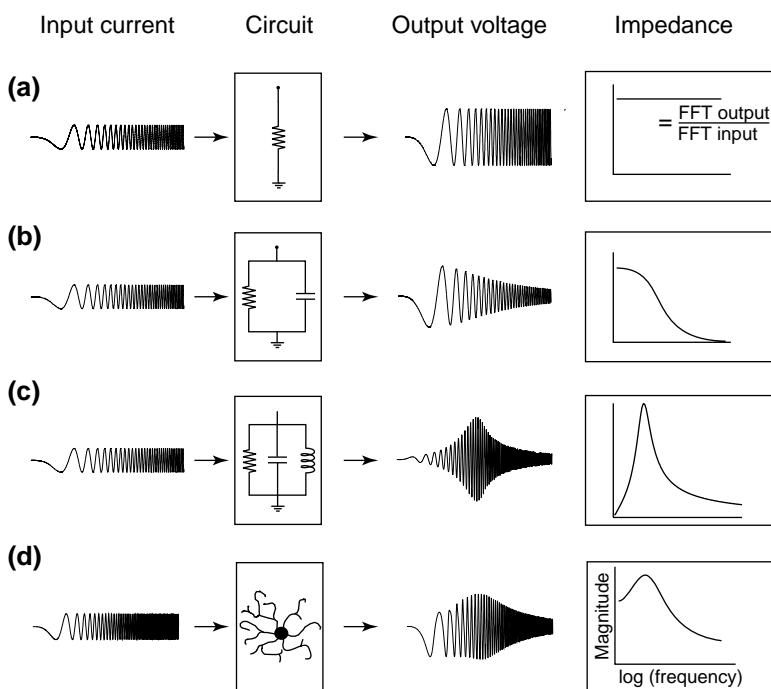 Input current Circuit Output voltage Impedance
(a)
= FFT output
FFT input
(b)
(c)
(d)
Magnitude
log (frequency)